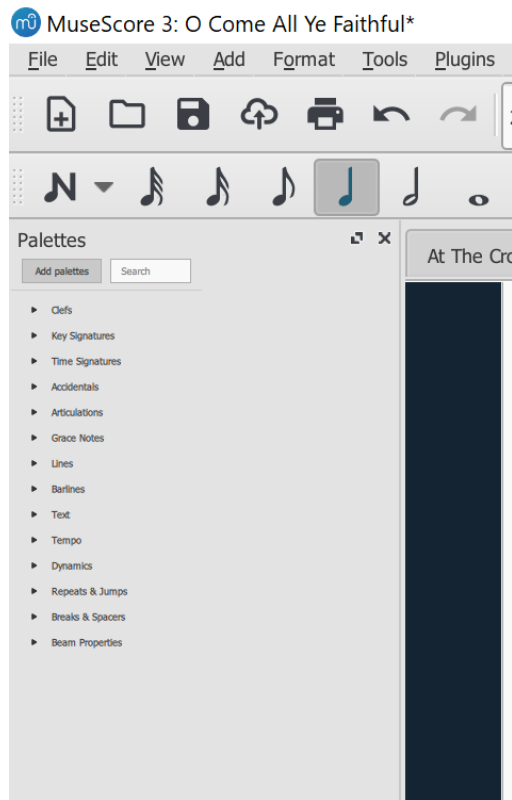 MuseScore 3: O Come All Ye Faithful*
File Edit View Add Format Tools Plugins
N
Palettes
Add palettes Search
At The Cro
Clefs
Key Signatures
Time Signatures
Accidentals
Articulations
Grace Notes
Lines
Barlines
Text
Tempo
Dynamics
Repeats & Jumps
Breaks & Spacers
Beam Properties